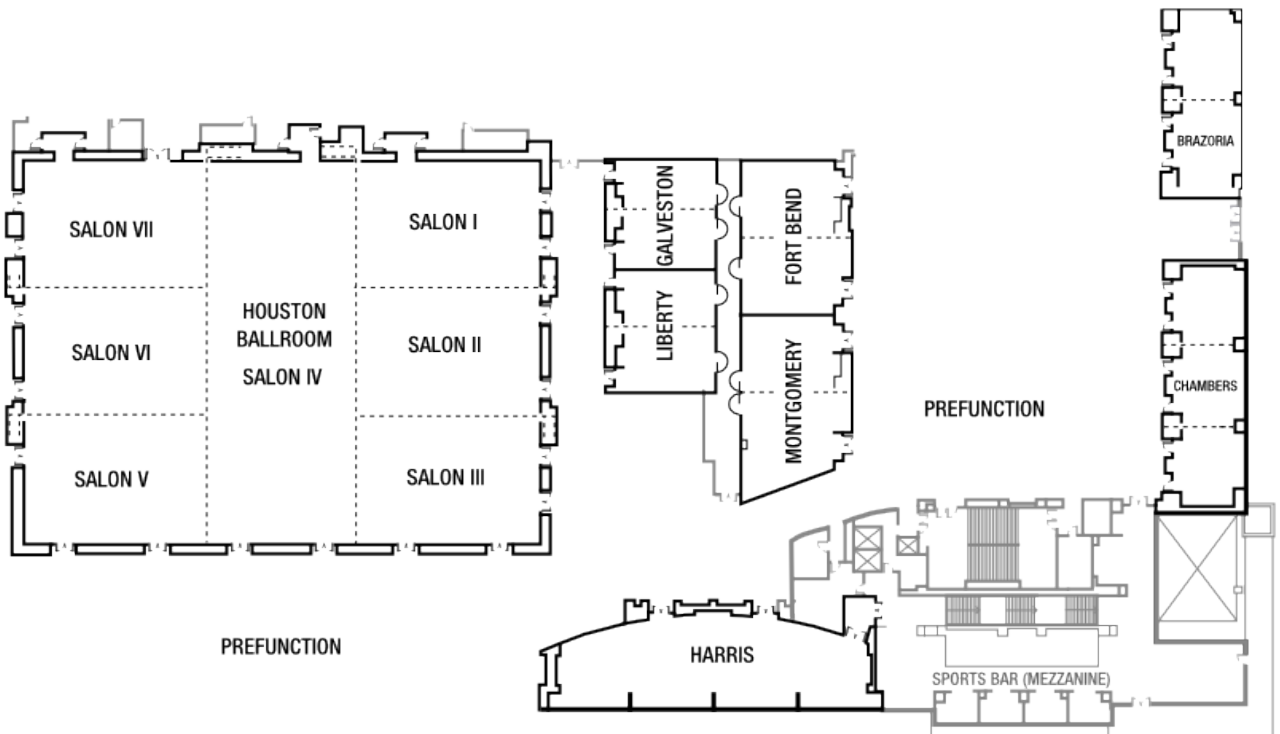 BRAZORIA
SALON VII
SALON I
GALVESTON
FORT BEND
HOUSTON
BALLROOM
SALON IV
SALON VI
SALON II
LIBERTY
MONTGOMERY
CHAMBERS
PREFUNCTION
SALON V
SALON III
PREFUNCTION
HARRIS
SPORTS BAR (MEZZANINE)